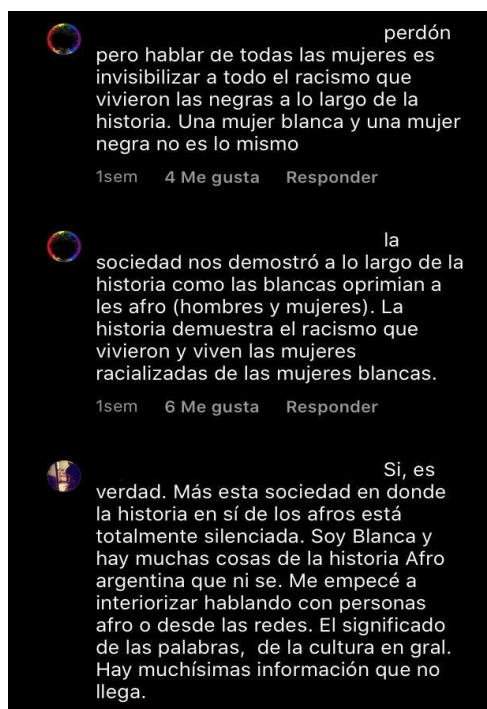 perdón
pero hablar de todas las mujeres es
invisibilizar a todo el racismo que
vivieron las negras a lo largo de la
historia. Una mujer blanca y una mujer
negra no es lo mismo
1sem 4 Me gusta Responder
la
sociedad nos demostró a lo largo de la
historia como las blancas oprimian a
les afro (hombres y mujeres). La
historia demuestra el racismo que
vivieron y viven las mujeres
racializadas de las mujeres blancas.
1sem 6 Me gusta Responder
Si, es
verdad. Más esta sociedad en donde
la historia en sí de los afros está
totalmente silenciada. Soy Blanca y
hay muchas cosas de la historia Afro
argentina que ni se. Me empecé a
interiorizar hablando con personas
afro o desde las redes. El significado
de las palabras, de la cultura en gral.
Hay muchísimas información que no
llega.